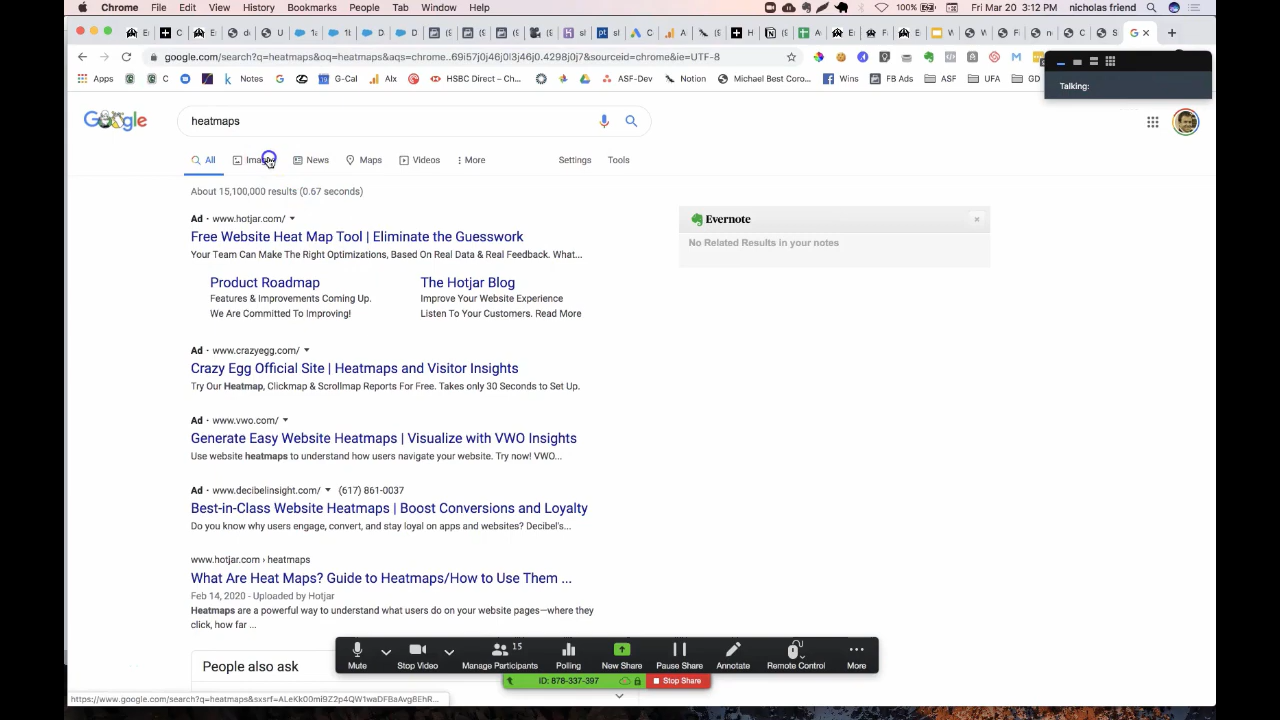 Chrome File Edit View History Bookmarks People Tab Window Help 100% Fri Mar 20 3:12 PM nicholas friend
google.com/search?q=heatmaps&oq=heatmaps&aqs=chrome..69i57j46j0l3j46j0.4298j0j7&sourceid=chrome&ie=UTF-8
Apps C Notes G-Cal AIx HSBC Direct – Ch... ASF-Dev Notion Michael Best Coro... Wins FB Ads ASF UFA GD
Talking:
Google
heatmaps
All Images News Maps Videos More Settings Tools
About 15,100,000 results (0.67 seconds)
Ad · www.hotjar.com/
Free Website Heat Map Tool | Eliminate the Guesswork
Your Team Can Make The Right Optimizations, Based On Real Data & Real Feedback. What...
Product Roadmap
Features & Improvements Coming Up.
We Are Committed To Improving!
The Hotjar Blog
Improve Your Website Experience
Listen To Your Customers. Read More
Evernote
No Related Results in your notes
Ad · www.crazyegg.com/
Crazy Egg Official Site | Heatmaps and Visitor Insights
Try Our Heatmap, Clickmap & Scrollmap Reports For Free. Takes only 30 Seconds to Set Up.
Ad · www.vwo.com/
Generate Easy Website Heatmaps | Visualize with VWO Insights
Use website heatmaps to understand how users navigate your website. Try now! VWO...
Ad · www.decibelinsight.com/ (617) 861-0037
Best-in-Class Website Heatmaps | Boost Conversions and Loyalty
Do you know why users engage, convert, and stay loyal on apps and websites? Decibel's...
www.hotjar.com › heatmaps
What Are Heat Maps? Guide to Heatmaps/How to Use Them ...
Feb 14, 2020 - Uploaded by Hotjar
Heatmaps are a powerful way to understand what users do on your website pages—where they
click, how far ...
People also ask
15
Mute Stop Video Manage Participants Polling New Share Pause Share Annotate Remote Control More
ID: 878-337-397 Stop Share